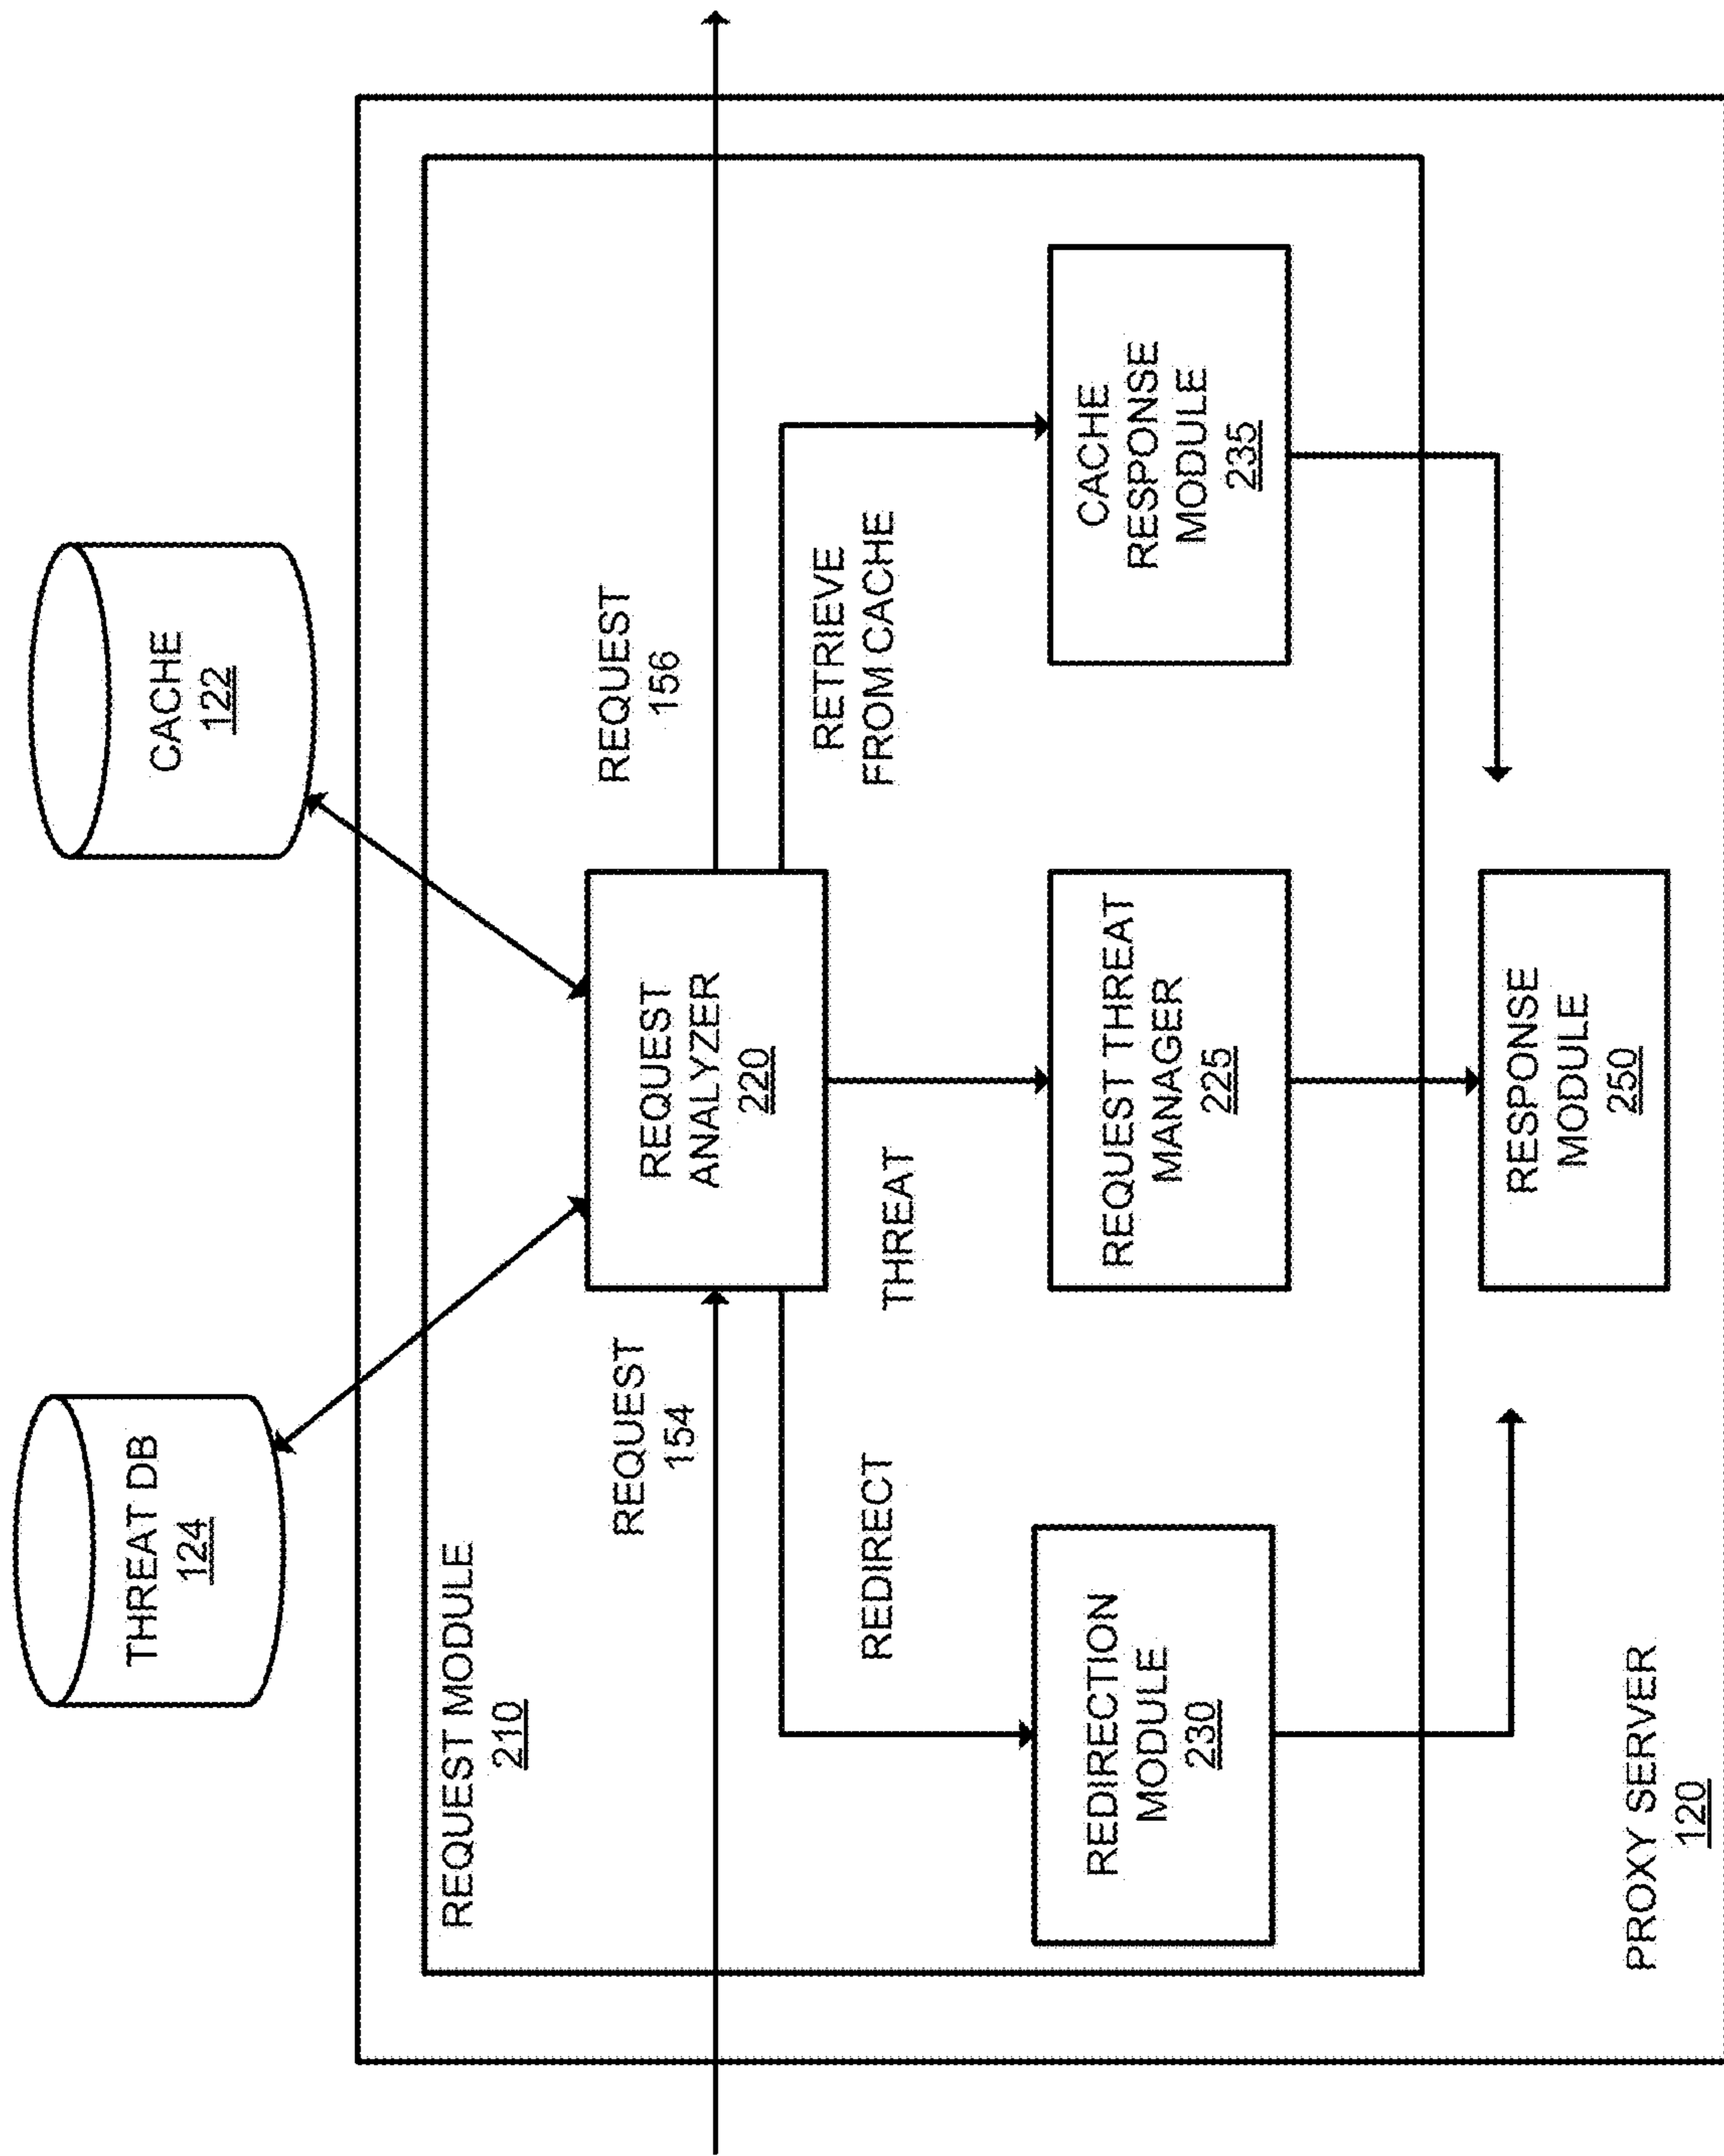 THREAT DB
124
CACHE
122
REQUEST MODULE
210
REQUEST
154
REQUEST
ANALYZER
220
REQUEST
156
REDIRECT
THREAT
RETRIEVE
FROM CACHE
REDIRECTION
MODULE
230
REQUEST THREAT
MANAGER
225
CACHE
RESPONSE
MODULE
235
RESPONSE
MODULE
250
PROXY SERVER
120